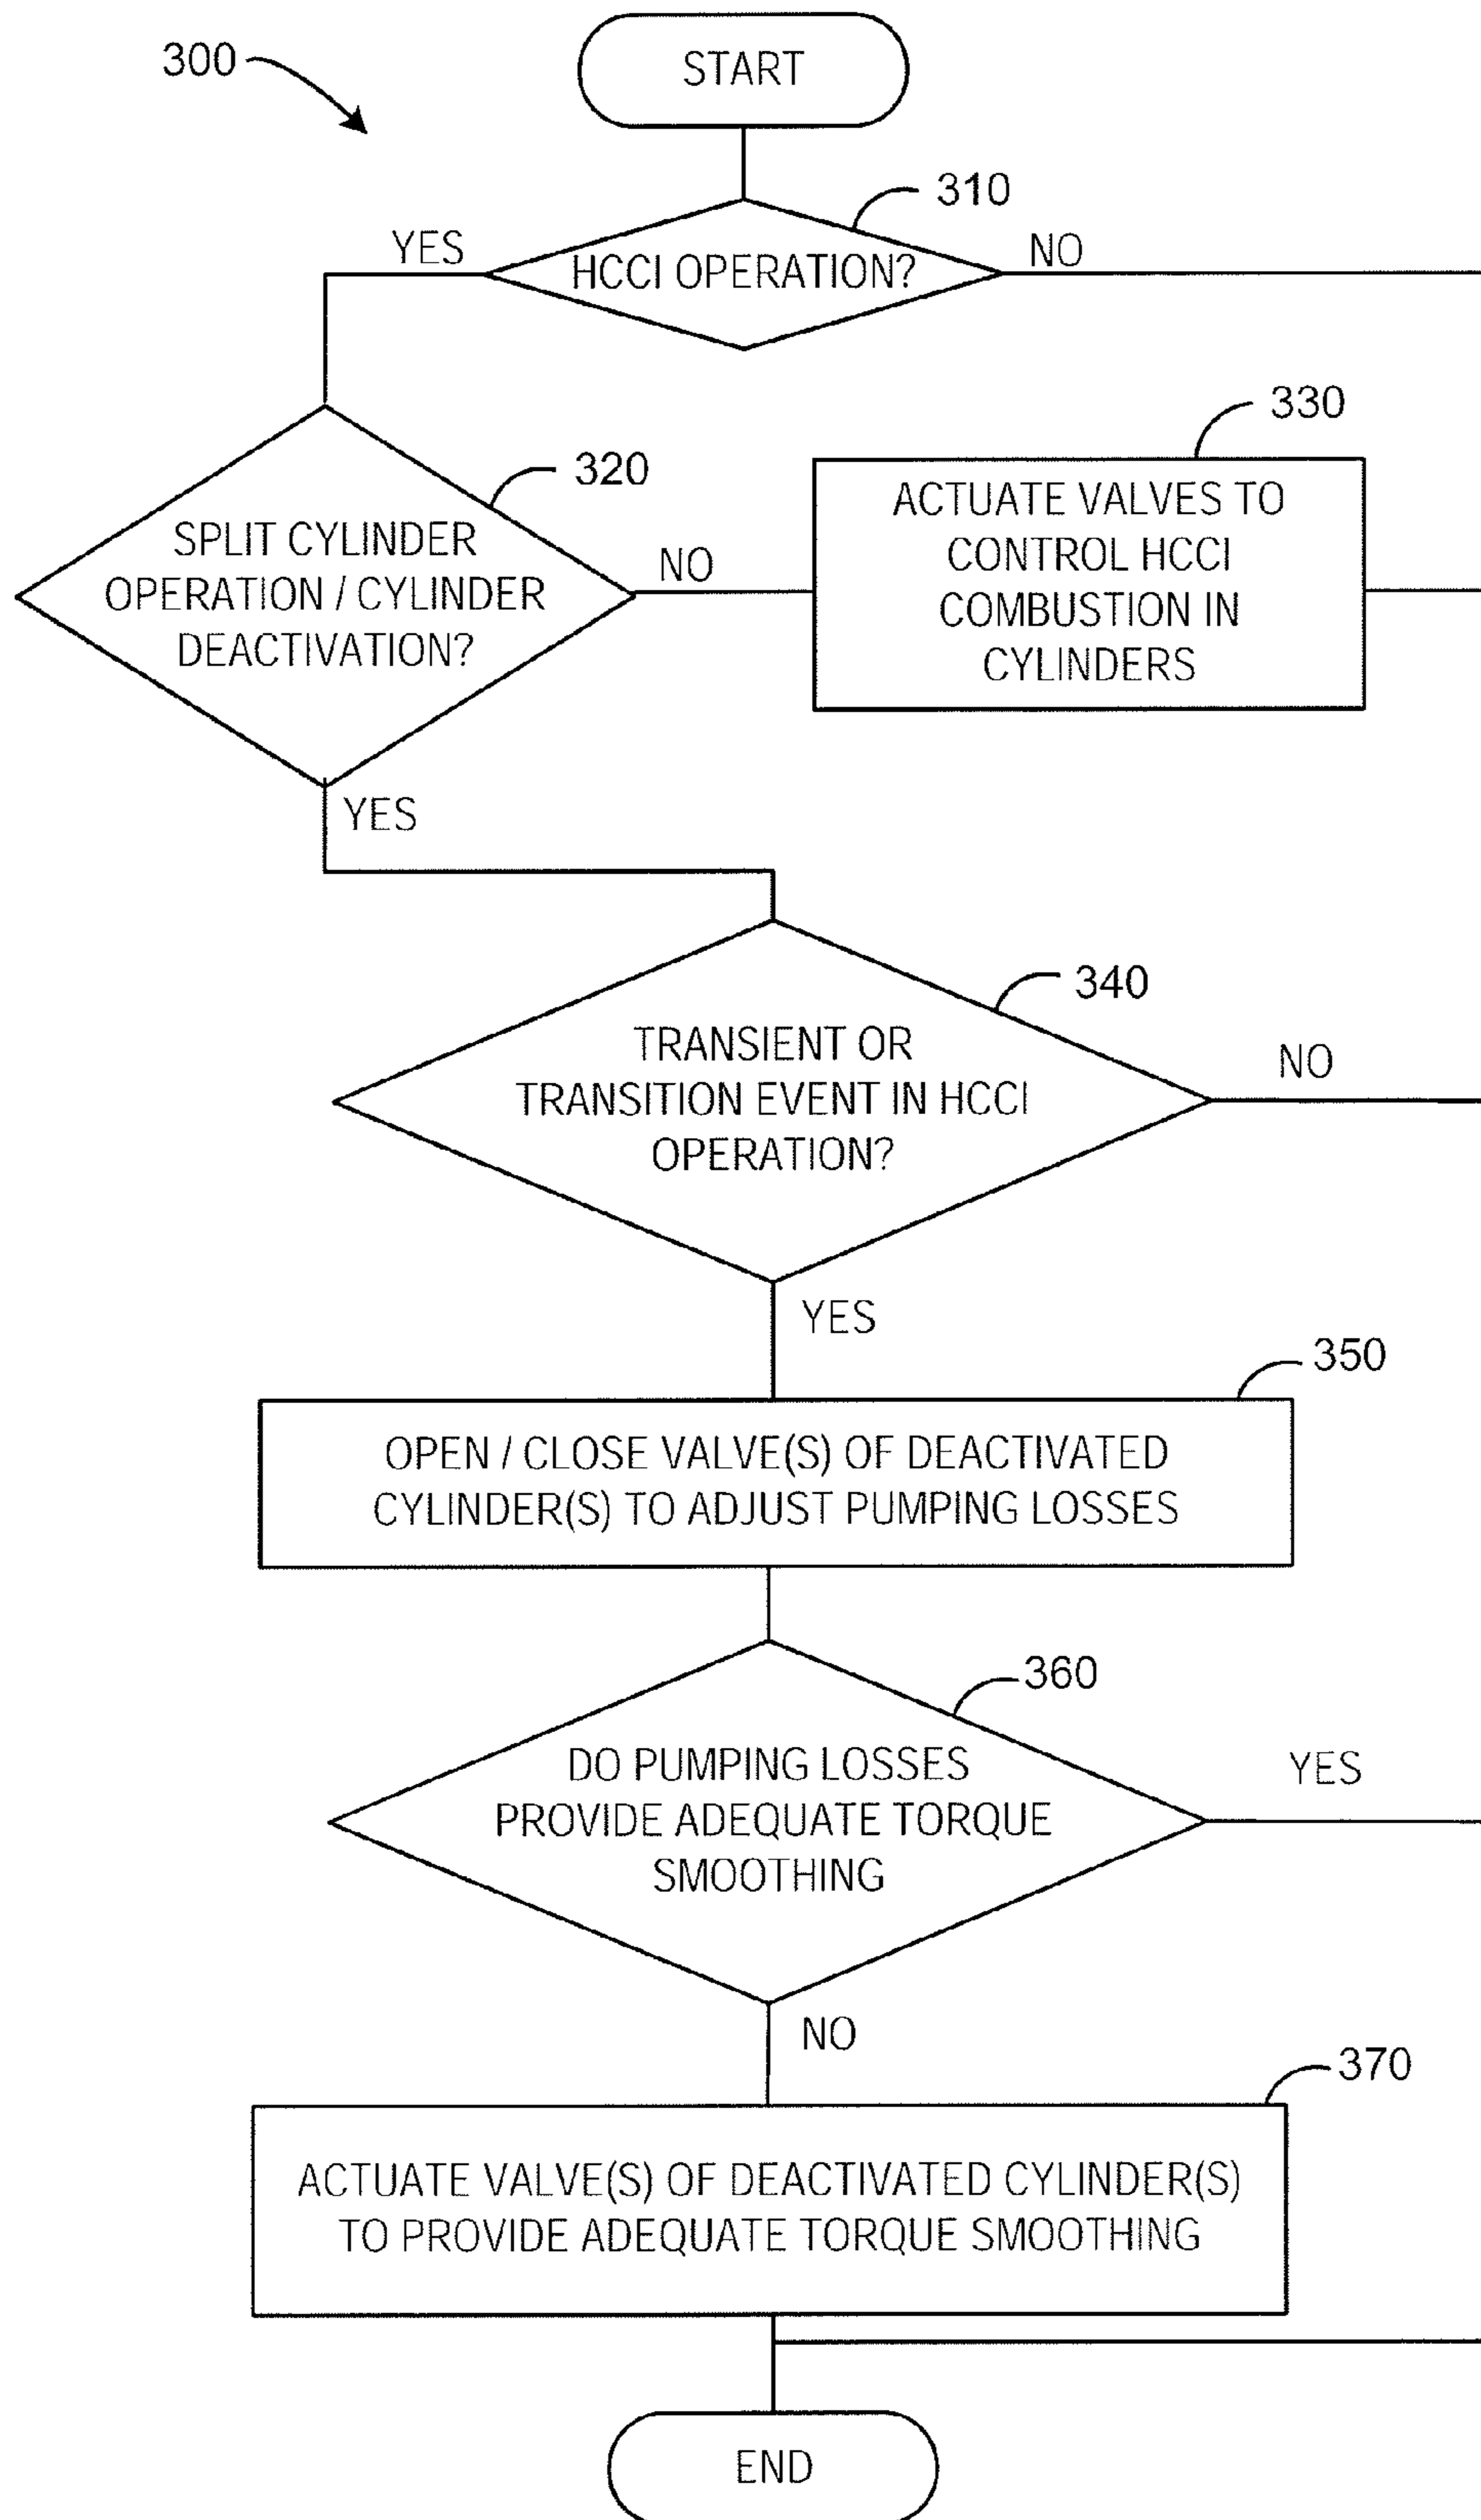 300
START
310
YES
HCCI OPERATION?
NO
330
320
SPLIT CYLINDER
OPERATION / CYLINDER
DEACTIVATION?
NO
ACTUATE VALVES TO
CONTROL HCCI
COMBUSTION IN
CYLINDERS
YES
340
TRANSIENT OR
TRANSITION EVENT IN HCCI
OPERATION?
NO
YES
350
OPEN / CLOSE VALVE(S) OF DEACTIVATED
CYLINDER(S) TO ADJUST PUMPING LOSSES
360
DO PUMPING LOSSES
PROVIDE ADEQUATE TORQUE
SMOOTHING
YES
NO
370
ACTUATE VALVE(S) OF DEACTIVATED CYLINDER(S)
TO PROVIDE ADEQUATE TORQUE SMOOTHING
END